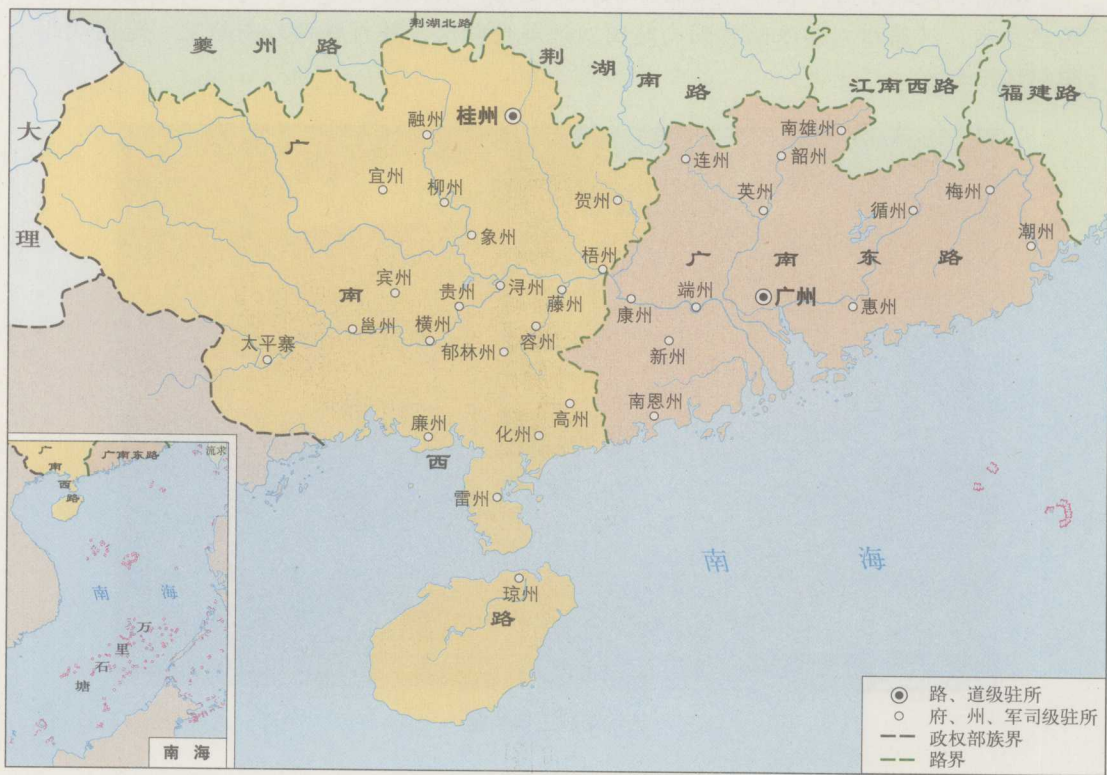 荆湖北路
夔州路
荆湖南路
江南西路
福建路
大理
广南西路
桂州
融州
宜州
柳州
贺州
象州
梧州
宾州
贵州
浔州
藤州
邕州
横州
容州
太平寨
郁林州
高州
廉州
化州
雷州
琼州
广南东路
南雄州
连州
韶州
英州
循州
梅州
潮州
康州
端州
广州
惠州
新州
南恩州
南海
广南西路
广南东路
流求
南海
万里石塘
南海
路、道级驻所
府、州、军司级驻所
政权部族界
路界